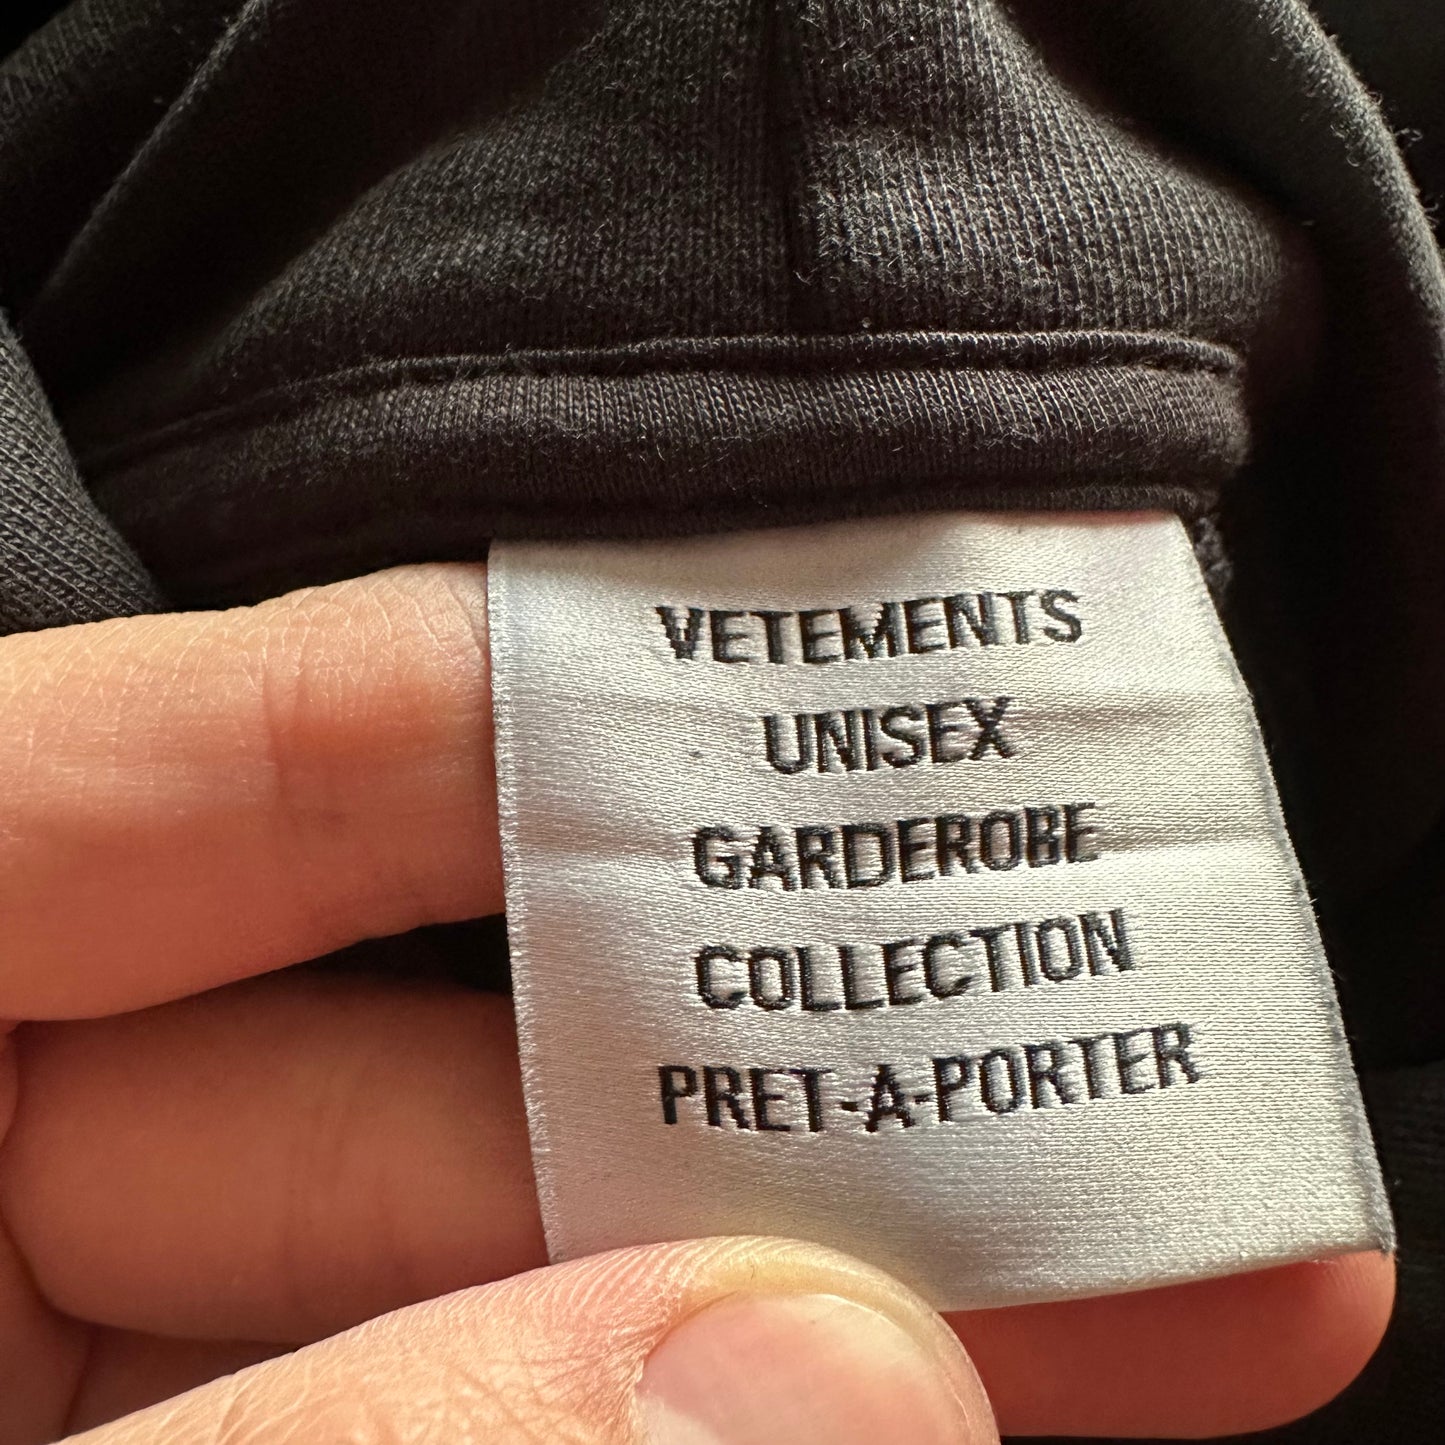 VETEMENTS
UNISEX
GARDEROBE
COLLECTION
PRET-A-PORTER